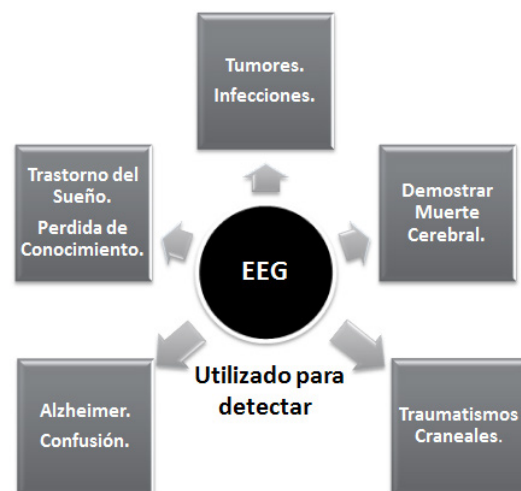 Tumores.
Infecciones.
Trastorno del
Sueño.
Perdida de
Conocimiento.
Demostrar
Muerte
Cerebral.
EEG
Utilizado para
detectar
Alzheimer.
Confusión.
Traumatismos
Craneales.